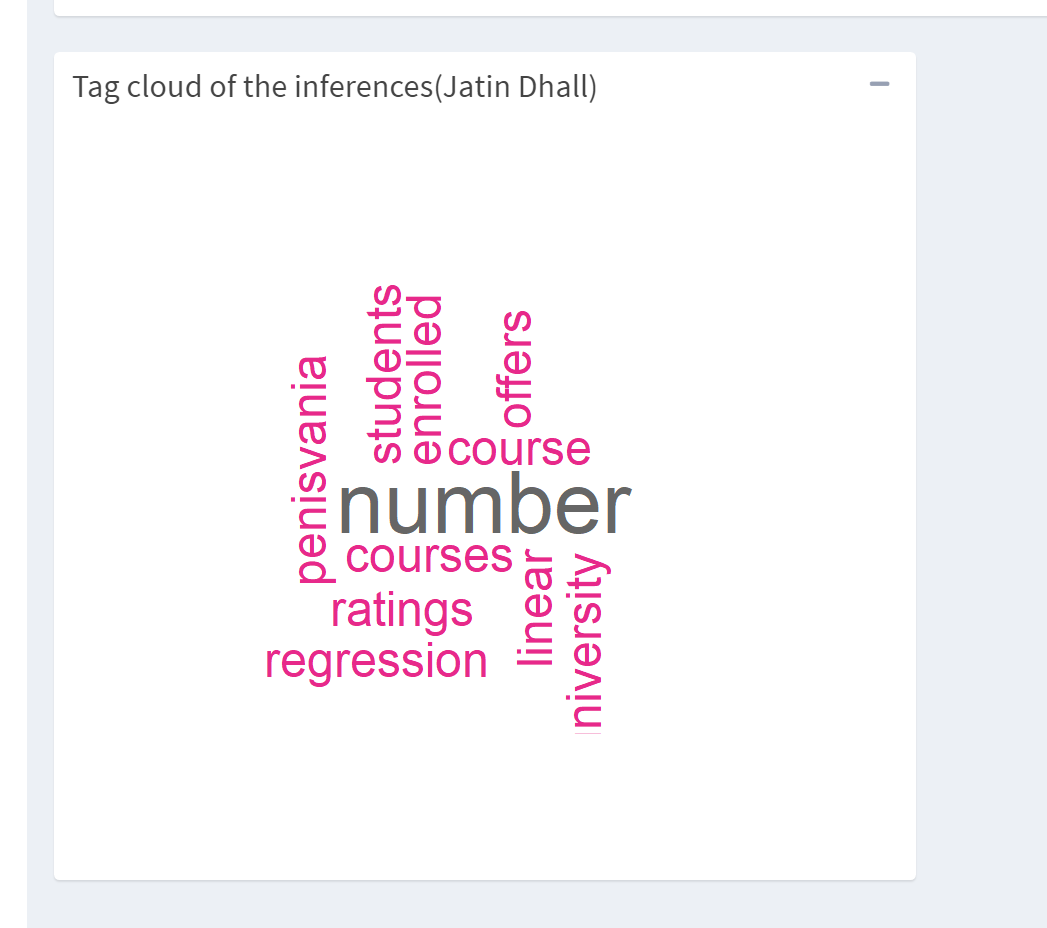 Tag cloud of the inferences(Jatin Dhall)
students
enrolled
offers
penisvania
course
number
courses
linear
niversity
ratings
regression